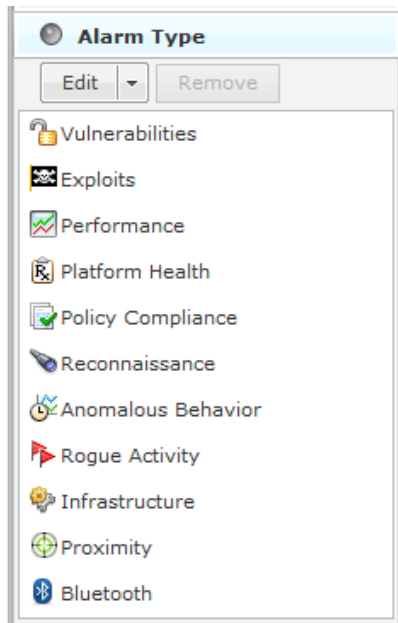 Alarm Type
Edit Remove
Vulnerabilities
Exploits
Performance
Platform Health
Policy Compliance
Reconnaissance
Anomalous Behavior
Rogue Activity
Infrastructure
Proximity
Bluetooth